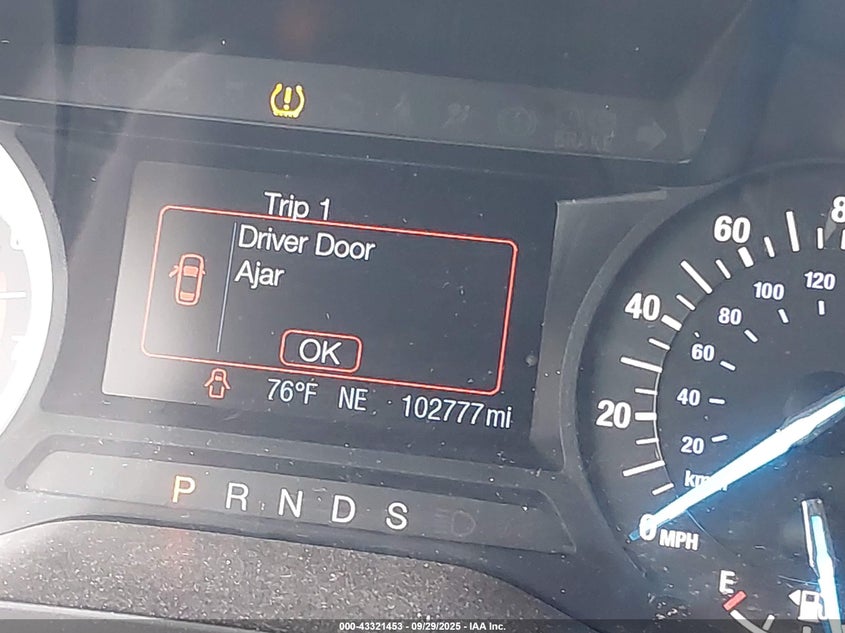 Trip 1
Driver Door
Ajar
OK
76°F NE 102777mi
P R N D S
BRAKE
60
40
20
0 MPH
120
100
80
60
40
20
E
000-43321453 - 09/29/2025 - IAA Inc.